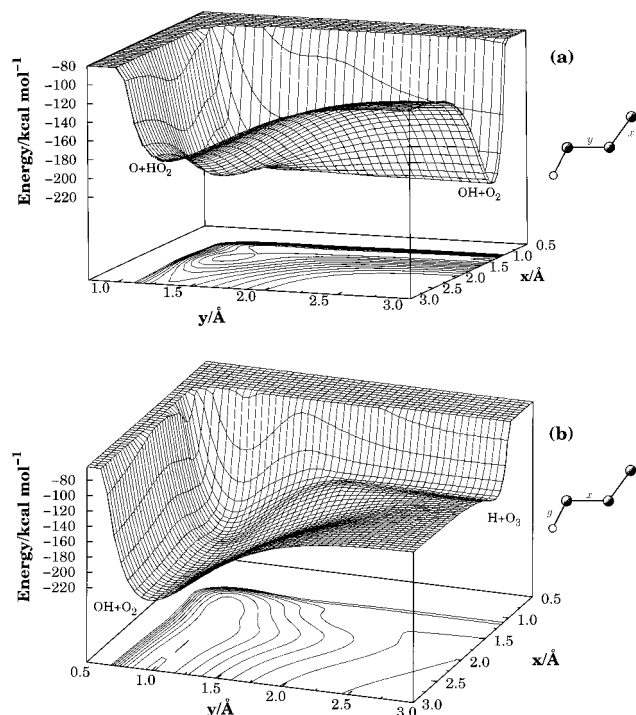 (a)
Energy/kcal mol⁻¹
-80
-100
-120
-140
-160
-180
-200
-220
O+HO₂
OH+O₂
y
x
1.0
1.5
2.0
2.5
3.0
y/Å
3.0
2.5
2.0
1.5
1.0
0.5
x/Å
(b)
Energy/kcal mol⁻¹
-80
-100
-120
-140
-160
-180
-200
-220
OH+O₂
H+O₃
y
x
0.5
1.0
1.5
2.0
2.5
3.0
y/Å
3.0
2.5
2.0
1.5
1.0
0.5
x/Å